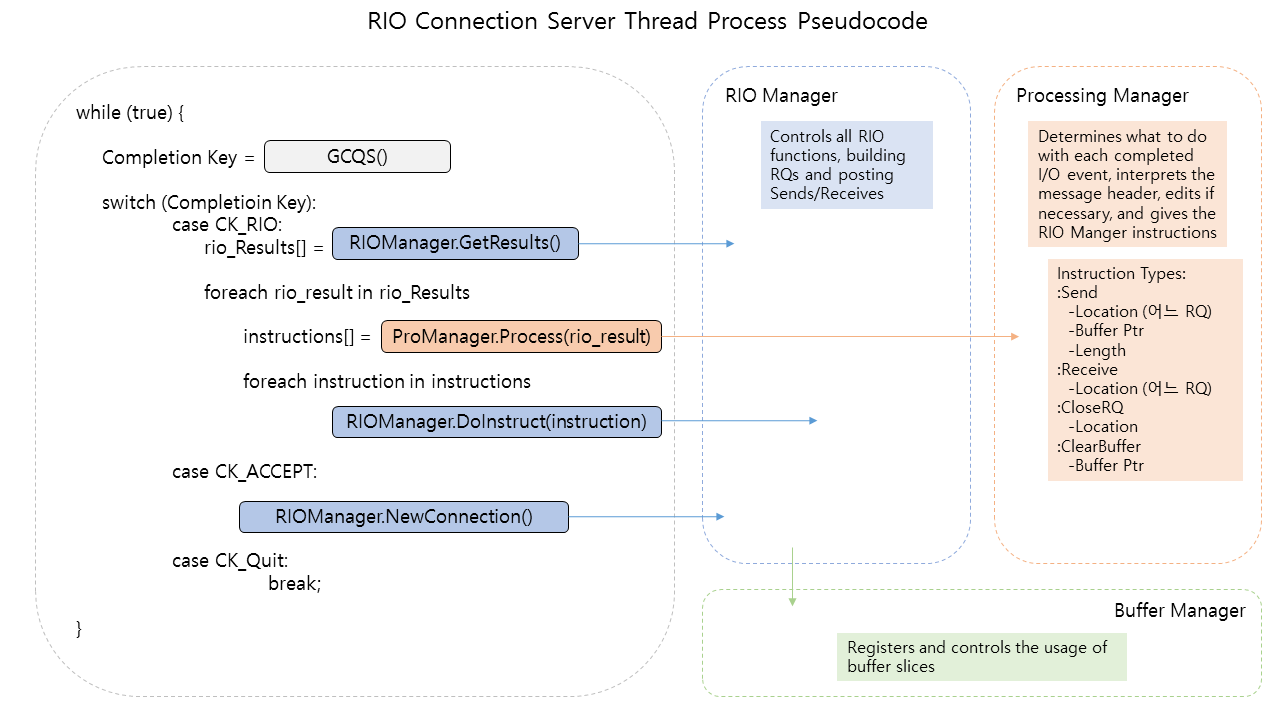 RIO Connection Server Thread Process Pseudocode
while (true) {
Completion Key = GCQS()
switch (Completioin Key):
case CK_RIO:
rio_Results[] = RIOManager.GetResults()
foreach rio_result in rio_Results
instructions[] = ProManager.Process(rio_result)
foreach instruction in instructions
RIOManager.DoInstruct(instruction)
case CK_ACCEPT:
RIOManager.NewConnection()
case CK_Quit:
break;
}
RIO Manager
Controls all RIO
functions, building
RQs and posting
Sends/Receives
Processing Manager
Determines what to do
with each completed
I/O event, interprets the
message header, edits if
necessary, and gives the
RIO Manger instructions
Instruction Types:
:Send
-Location (어느 RQ)
-Buffer Ptr
-Length
:Receive
-Location (어느 RQ)
:CloseRQ
-Location
:ClearBuffer
-Buffer Ptr
Buffer Manager
Registers and controls the usage of
buffer slices